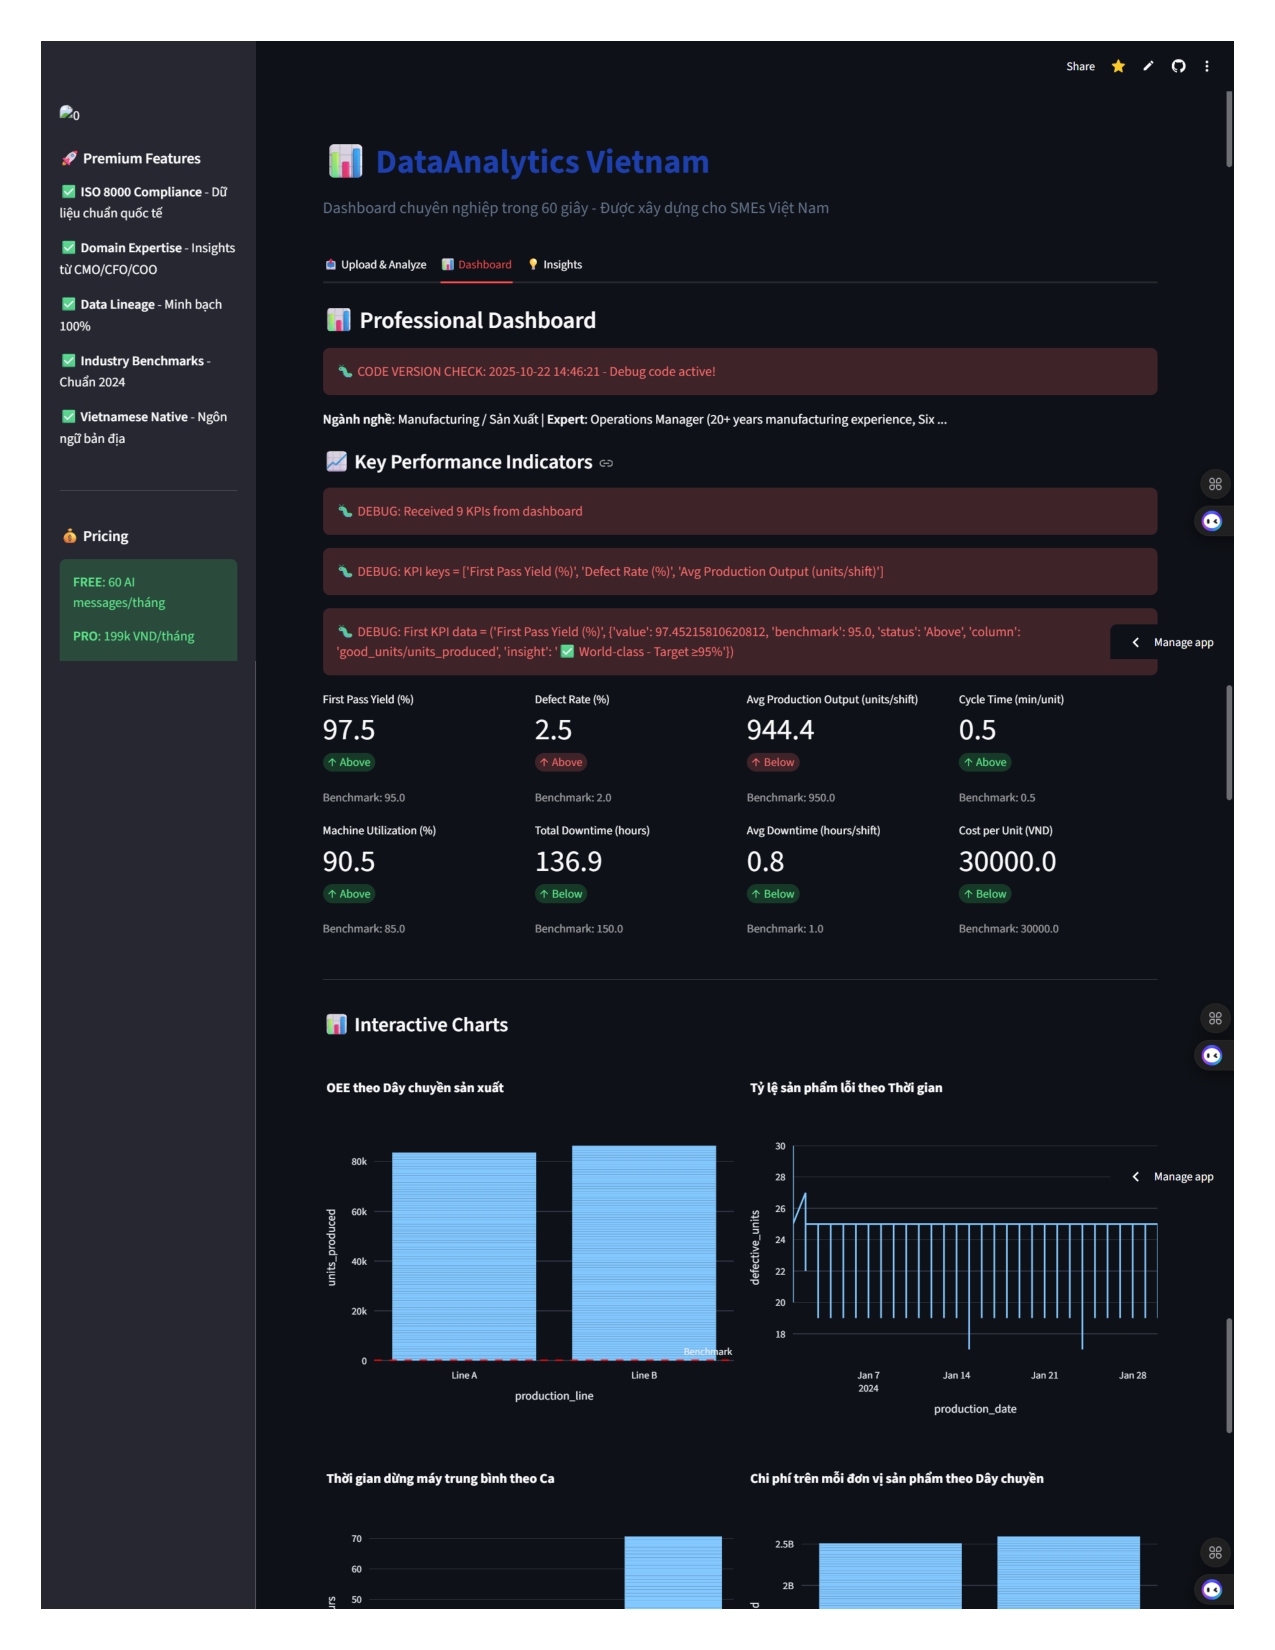 Share
0
🚀 Premium Features
✅ ISO 8000 Compliance - Dữ
liệu chuẩn quốc tế
✅ Domain Expertise - Insights
từ CMO/CFO/COO
✅ Data Lineage - Minh bạch
100%
✅ Industry Benchmarks -
Chuẩn 2024
✅ Vietnamese Native - Ngôn
ngữ bản địa
💰 Pricing
FREE: 60 AI
messages/tháng
PRO: 199k VND/tháng
📊 DataAnalytics Vietnam
Dashboard chuyên nghiệp trong 60 giây - Được xây dựng cho SMEs Việt Nam
📤 Upload & Analyze 📊 Dashboard 💡 Insights
📊 Professional Dashboard
🐛 CODE VERSION CHECK: 2025-10-22 14:46:21 - Debug code active!
Ngành nghề: Manufacturing / Sản Xuất | Expert: Operations Manager (20+ years manufacturing experience, Six ...
📈 Key Performance Indicators
🐛 DEBUG: Received 9 KPIs from dashboard
🐛 DEBUG: KPI keys = ['First Pass Yield (%)', 'Defect Rate (%)', 'Avg Production Output (units/shift)']
🐛 DEBUG: First KPI data = ('First Pass Yield (%)', {'value': 97.45215810620812, 'benchmark': 95.0, 'status': 'Above', 'column':
'good_units/units_produced', 'insight': ' ✅ World-class - Target ≥95%'})
Manage app
First Pass Yield (%) Defect Rate (%) Avg Production Output (units/shift) Cycle Time (min/unit)
97.5 2.5 944.4 0.5
↑ Above ↑ Above ↑ Below ↑ Above
Benchmark: 95.0 Benchmark: 2.0 Benchmark: 950.0 Benchmark: 0.5
Machine Utilization (%) Total Downtime (hours) Avg Downtime (hours/shift) Cost per Unit (VND)
90.5 136.9 0.8 30000.0
↑ Above ↑ Below ↑ Below ↑ Below
Benchmark: 85.0 Benchmark: 150.0 Benchmark: 1.0 Benchmark: 30000.0
📊 Interactive Charts
OEE theo Dây chuyền sản xuất
80k
60k
40k
20k
0
units_produced
Benchmark
Line A Line B
production_line
Tỷ lệ sản phẩm lỗi theo Thời gian
30
28
26
24
22
20
18
defective_units
Jan 7 Jan 14 Jan 21 Jan 28
2024
production_date
Manage app
Thời gian dừng máy trung bình theo Ca
70
60
50
Chi phí trên mỗi đơn vị sản phẩm theo Dây chuyền
2.5B
2B